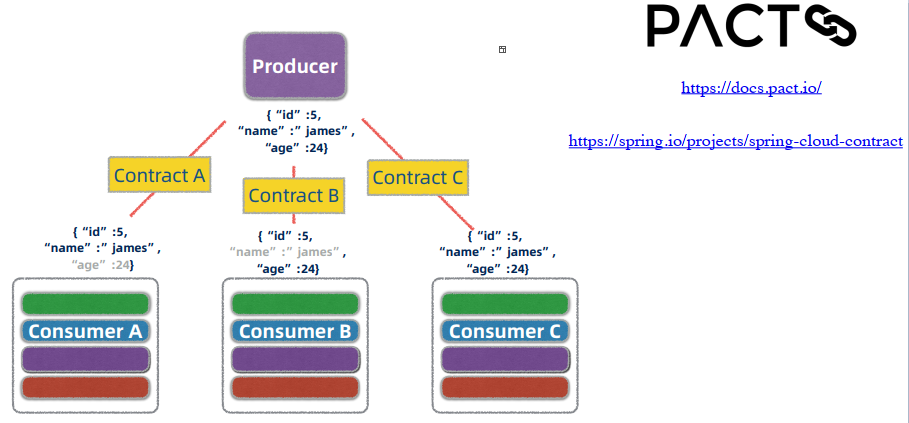 PACT
Producer
https://docs.pact.io/
{ “id” :5,
“name” :” james” ,
“age” :24}
https://spring.io/projects/spring-cloud-contract
Contract A
Contract B
Contract C
{ “id” :5,
“name” :” james” ,
“age” :24}
{ “id” :5,
“name” :” james” ,
“age” :24}
{ “id” :5,
“name” :” james” ,
“age” :24}
Consumer A
Consumer B
Consumer C